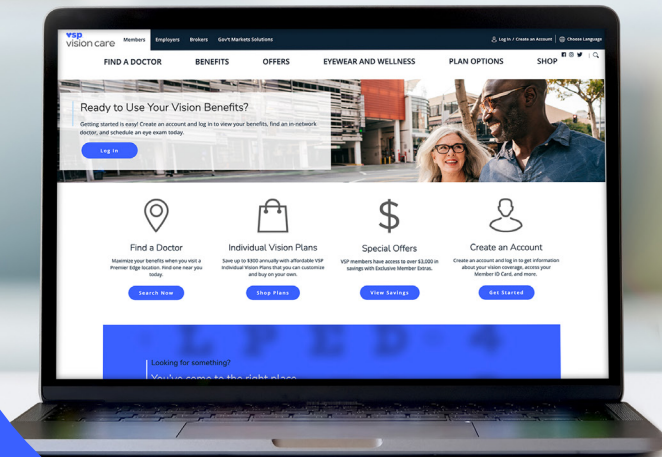 vsp
vision care
Members Employers Brokers Gov't Markets Solutions
Log In / Create an Account Choose Language
FIND A DOCTOR BENEFITS OFFERS EYEWEAR AND WELLNESS PLAN OPTIONS SHOP
Ready to Use Your Vision Benefits?
Getting started is easy! Create an account and log in to view your benefits, find an in-network
doctor, and schedule an eye exam today.
Log In
Find a Doctor
Maximize your benefits when you visit a
Premier Edge location. Find one near you
today.
Search Now
Individual Vision Plans
Save up to $300 annually with affordable VSP
Individual Vision Plans that you can customize
and buy on your own.
Shop Plans
Special Offers
VSP members have access to over $3,000 in
savings with Exclusive Member Extras.
View Savings
Create an Account
Create an account and log in to get information
about your vision coverage, access your
Member ID Card, and more.
Get Started
L P E D 4
Looking for something?
You've come to the right place